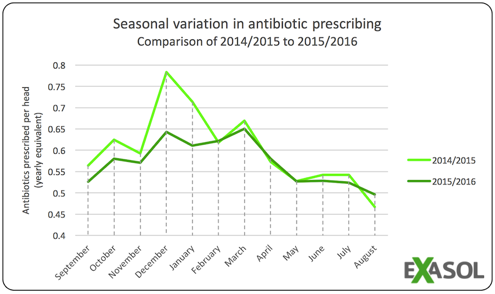 Seasonal variation in antibiotic prescribing
Comparison of 2014/2015 to 2015/2016
Antibiotics prescribed per head
(yearly equivalent)
0.8
0.75
0.7
0.65
0.6
0.55
0.5
0.45
0.4
September
October
November
December
January
February
March
April
May
June
July
August
2014/2015
2015/2016
EXASOL